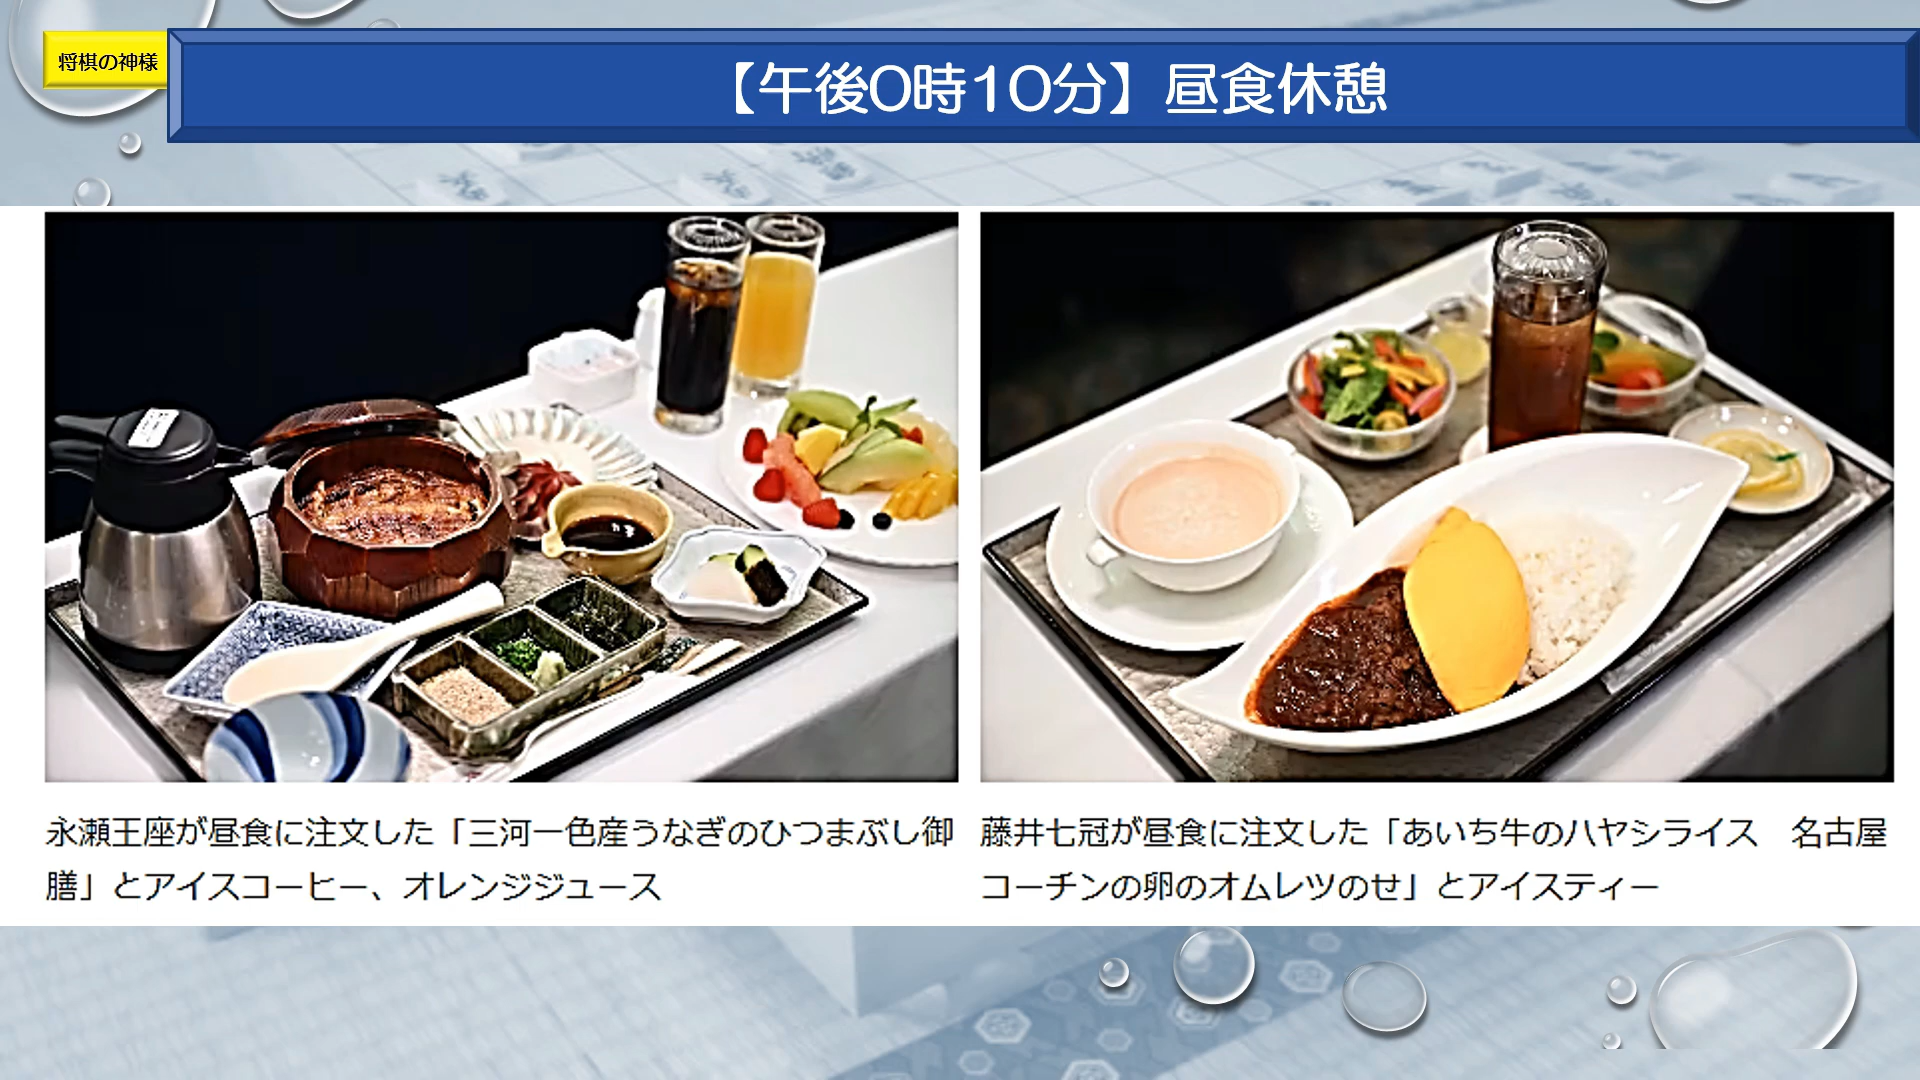 将棋の神様
【午後0時10分】昼食休憩
永瀬王座が昼食に注文した「三河一色産うなぎのひつまぶし御
膳」とアイスコーヒー、オレンジジュース
藤井七冠が昼食に注文した「あいち牛のハヤシライス　名古屋
コーチンの卵のオムレツのせ」とアイスティー